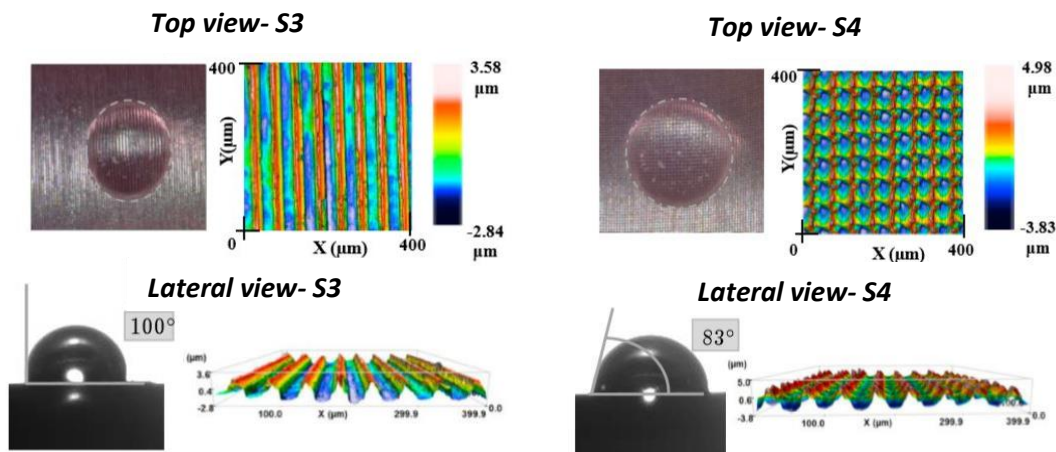 Top view- S3
400
Y(μm)
0
X (μm)
400
3.58
μm
-2.84
μm
Top view- S4
400
Y(μm)
0
X (μm)
400
4.98
μm
-3.83
μm
Lateral view- S3
100°
(μm)
3.6
0.4
-2.8
100.0
X (μm)
299.9
399.9
0.0
Lateral view- S4
83°
(μm)
5.0
0.6
-3.8
100.0
X (μm)
299.9
399.9
0.0